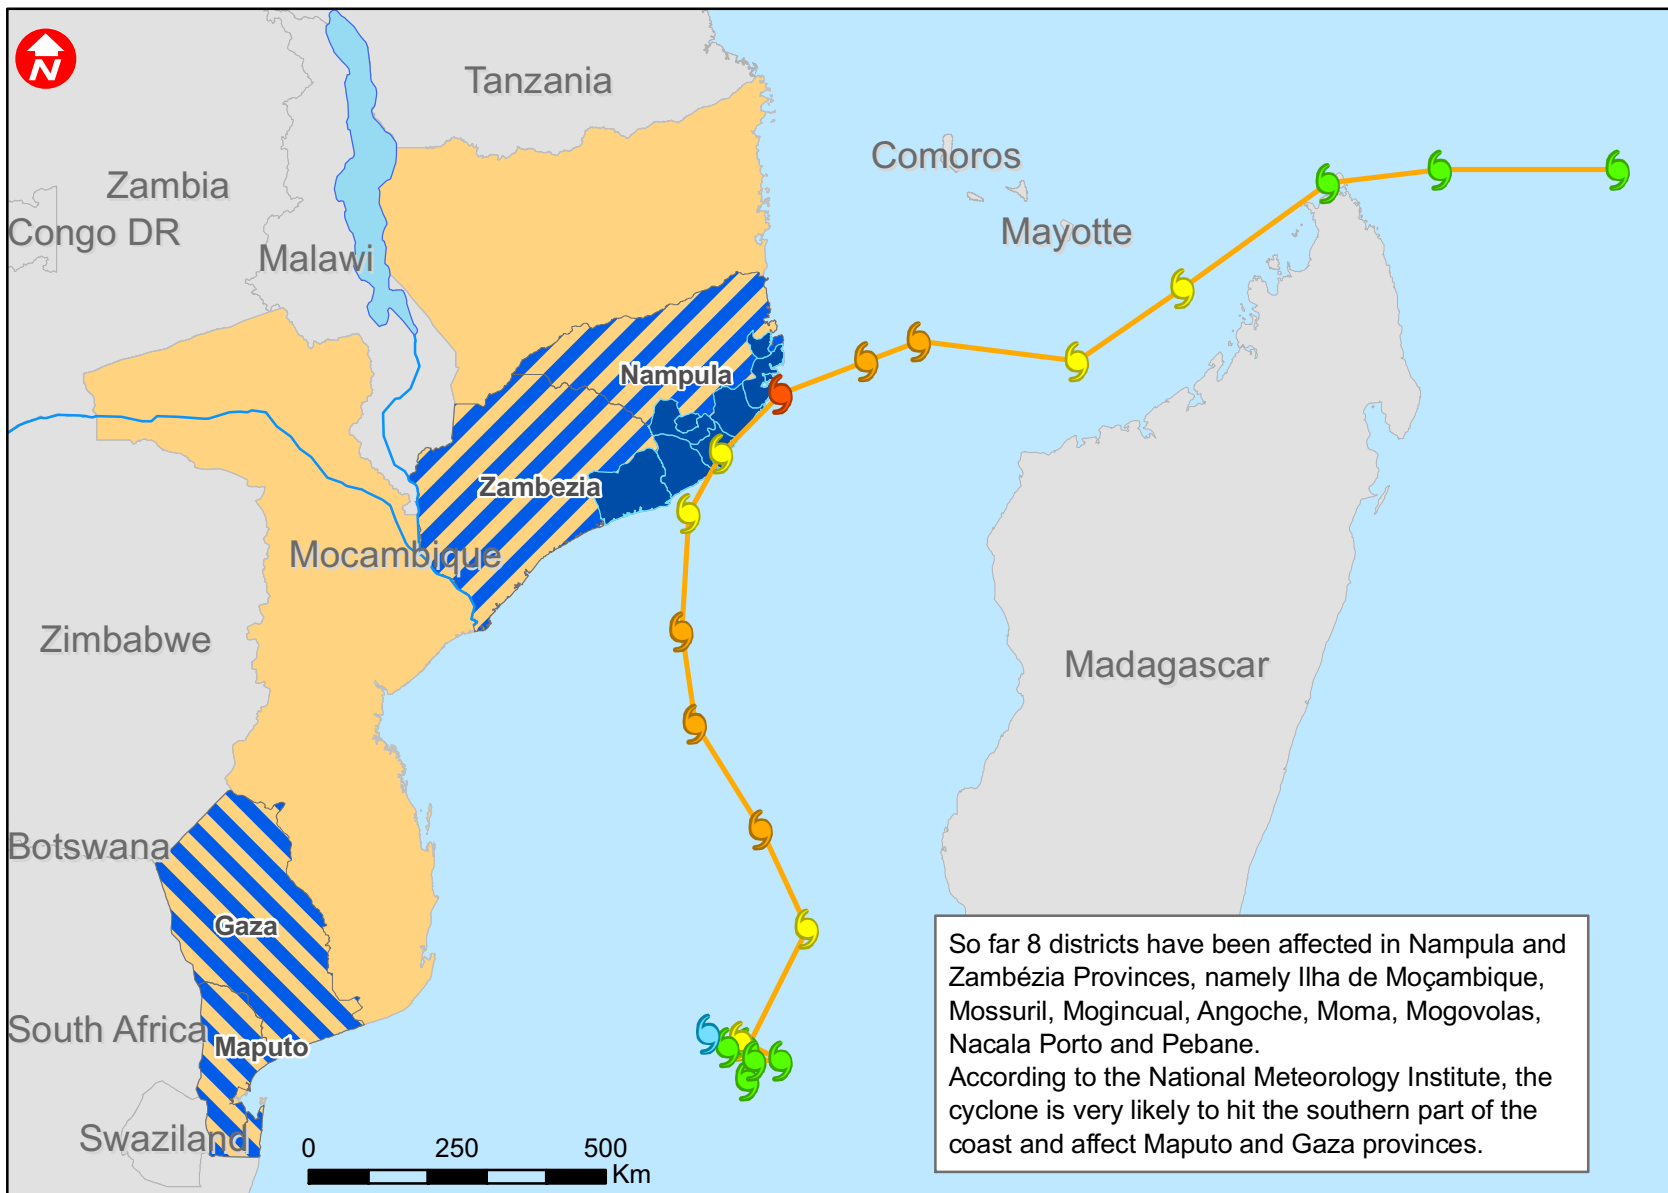 N
Tanzania
Comoros
Zambia
Congo DR
Mayotte
Malawi
Nampula
Zambezia
Mocambique
Zimbabwe
Madagascar
Botswana
Gaza
South Africa
Maputo
Swaziland
0 250 500
Km
So far 8 districts have been affected in Nampula and
Zambézia Provinces, namely Ilha de Moçambique,
Mossuril, Mogincual, Angoche, Moma, Mogovolas,
Nacala Porto and Pebane.
According to the National Meteorology Institute, the
cyclone is very likely to hit the southern part of the
coast and affect Maputo and Gaza provinces.